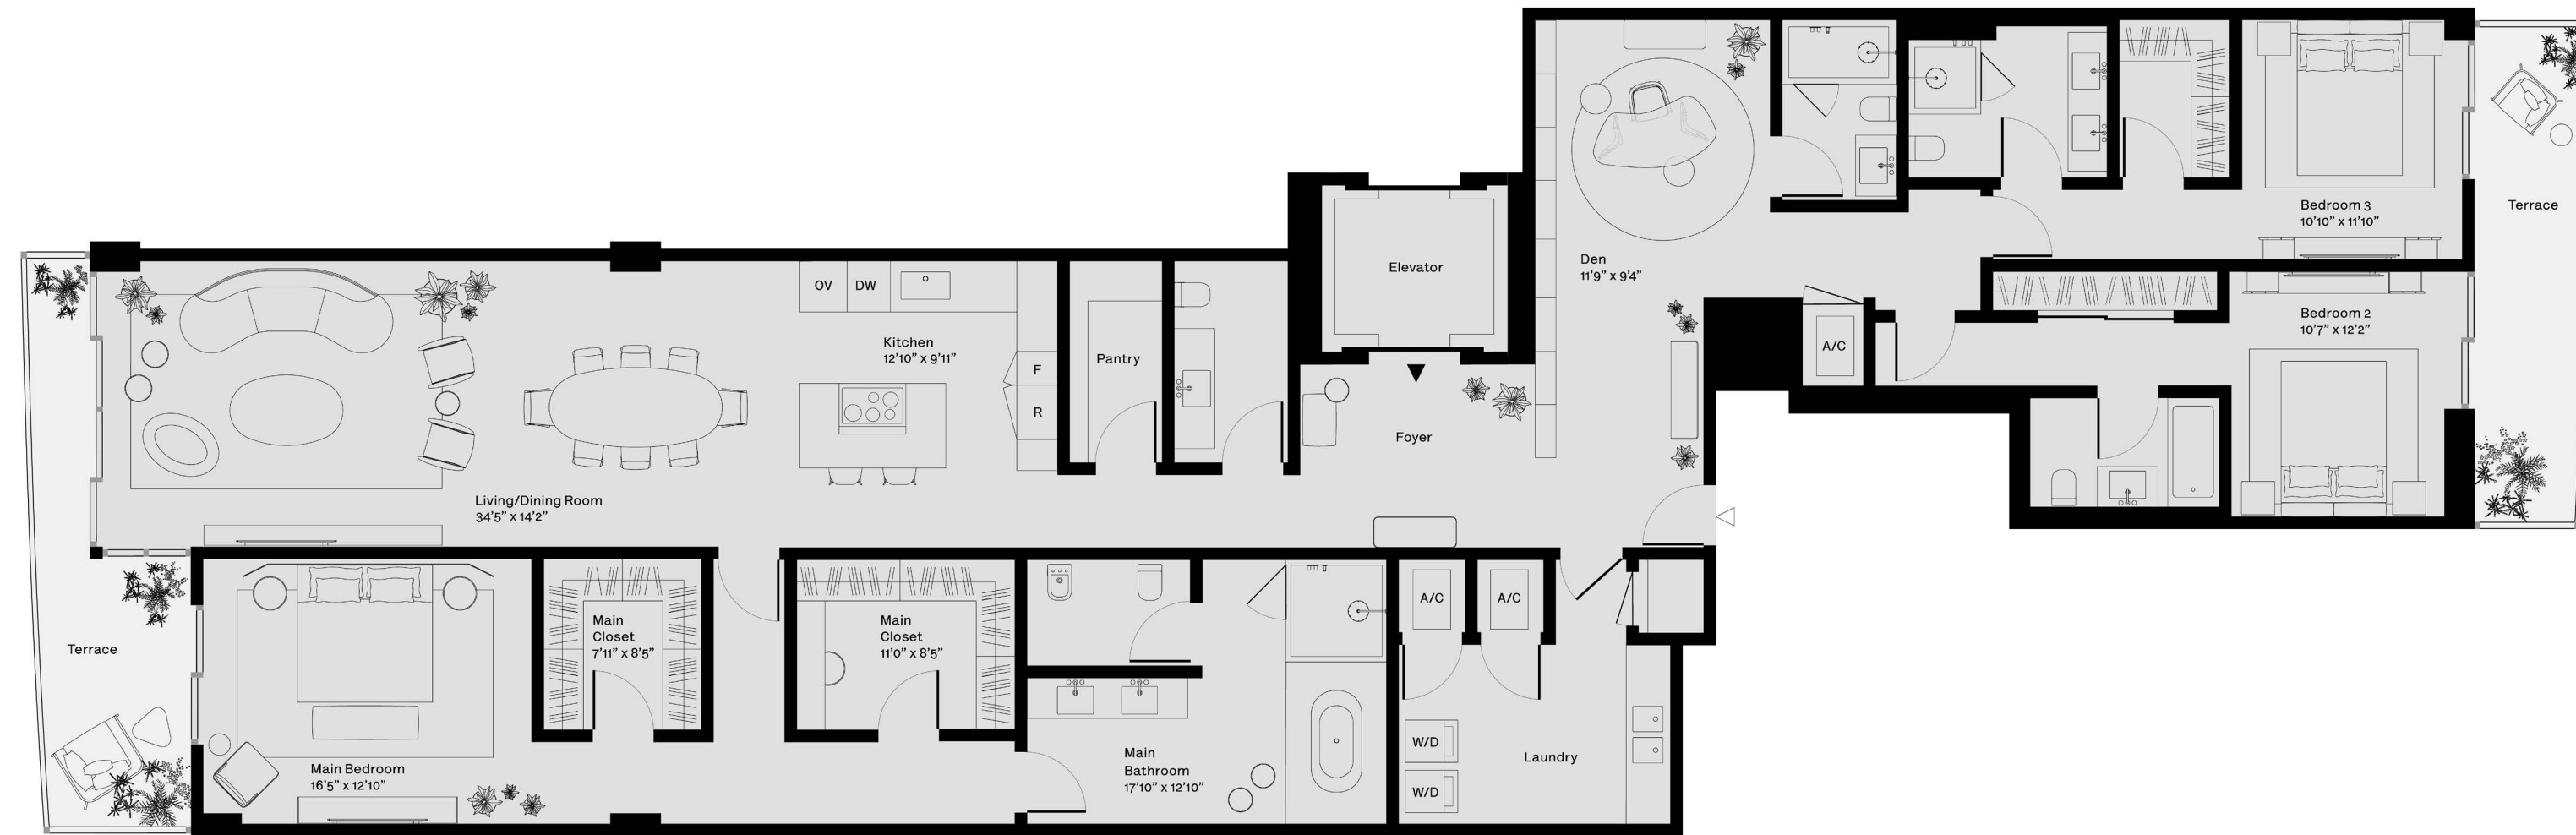 Living/Dining Room
34'5" x 14'2"
OV
DW
Kitchen
12'10" x 9'11"
F
R
Pantry
Elevator
Foyer
Den
11'9" x 9'4"
A/C
Bedroom 3
10'10" x 11'10"
Bedroom 2
10'7" x 12'2"
Terrace
Terrace
Main Bedroom
16'5" x 12'10"
Main
Closet
7'11" x 8'5"
Main
Closet
11'0" x 8'5"
Main
Bathroom
17'10" x 12'10"
A/C
A/C
W/D
W/D
Laundry